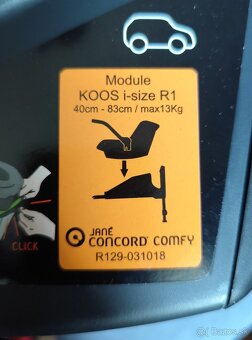 Module
KOOS i-size R1
40cm - 83cm / max13Kg
CLICK
JANÉ
CONCORD COMFY
R129-031018